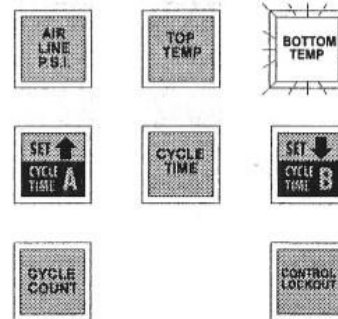 AIR
LINE
P.S.I.
TOP
TEMP
BOTTOM
TEMP
SET
CYCLE
TIME A
CYCLE
TIME
SET
CYCLE
TIME B
CYCLE
COUNT
CONTROL
LOCKOUT